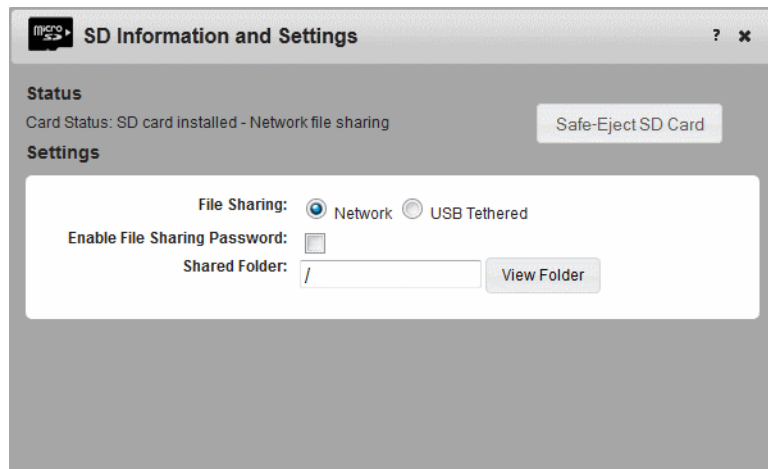 micro SD SD Information and Settings ? ✖
Status
Card Status: SD card installed - Network file sharing
Safe-Eject SD Card
Settings
File Sharing: Network USB Tethered
Enable File Sharing Password:
Shared Folder: / View Folder